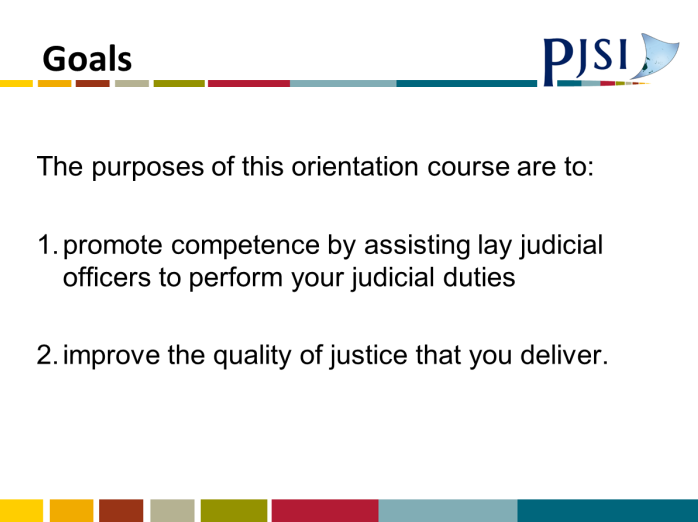 Goals
PJSI
The purposes of this orientation course are to:
1. promote competence by assisting lay judicial
officers to perform your judicial duties
2. improve the quality of justice that you deliver.